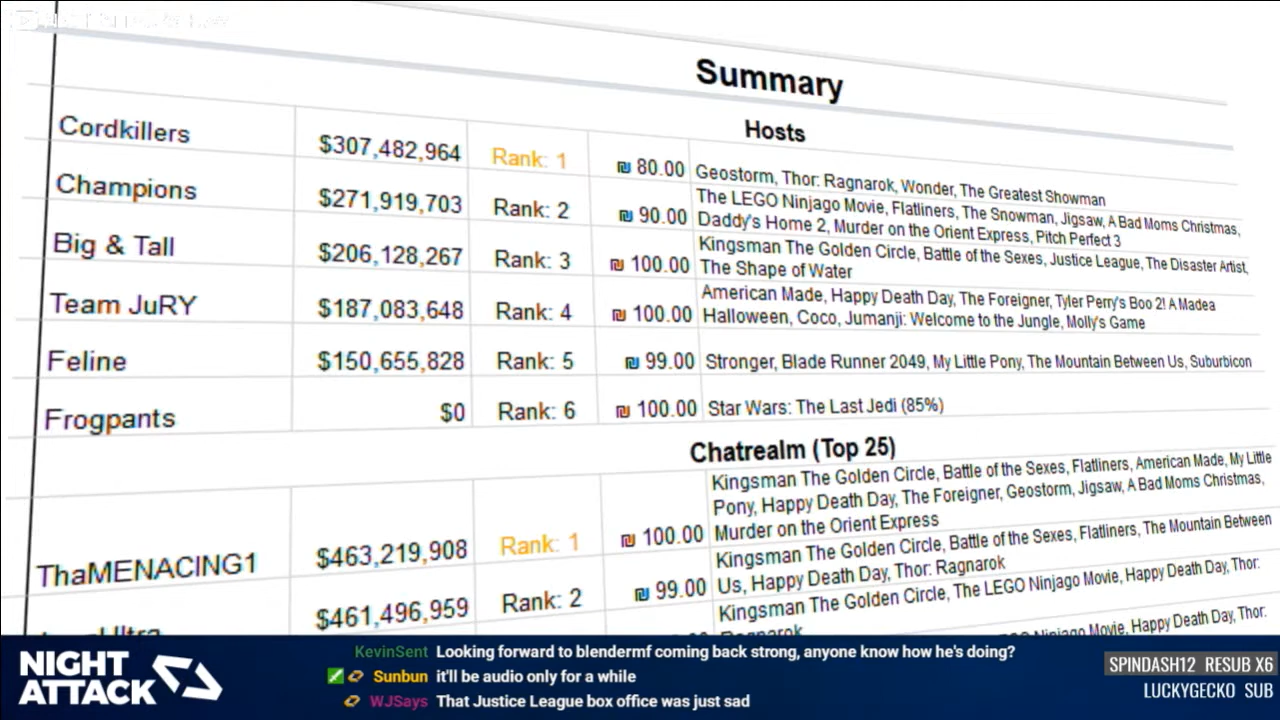 Summary
Hosts
Cordkillers $307,482,964 Rank: 1 ₪ 80.00 Geostorm, Thor: Ragnarok, Wonder, The Greatest Showman
Champions $271,919,703 Rank: 2 ₪ 90.00 The LEGO Ninjago Movie, Flatliners, The Snowman, Jigsaw, A Bad Moms Christmas,
Daddy's Home 2, Murder on the Orient Express, Pitch Perfect 3
Big & Tall $206,128,267 Rank: 3 ₪ 100.00 Kingsman The Golden Circle, Battle of the Sexes, Justice League, The Disaster Artist,
The Shape of Water
Team JuRY $187,083,648 Rank: 4 ₪ 100.00 American Made, Happy Death Day, The Foreigner, Tyler Perry's Boo 2! A Madea
Halloween, Coco, Jumanji: Welcome to the Jungle, Molly's Game
Feline $150,655,828 Rank: 5 ₪ 99.00 Stronger, Blade Runner 2049, My Little Pony, The Mountain Between Us, Suburbicon
Frogpants $0 Rank: 6 ₪ 100.00 Star Wars: The Last Jedi (85%)
Chatrealm (Top 25)
Kingsman The Golden Circle, Battle of the Sexes, Flatliners, American Made, My Little
Pony, Happy Death Day, The Foreigner, Geostorm, Jigsaw, A Bad Moms Christmas,
ThaMENACING1 $463,219,908 Rank: 1 ₪ 100.00 Murder on the Orient Express
Kingsman The Golden Circle, Battle of the Sexes, Flatliners, The Mountain Between
$461,496,959 Rank: 2 ₪ 99.00 Us, Happy Death Day, Thor: Ragnarok
Kingsman The Golden Circle, The LEGO Ninjago Movie, Happy Death Day, Thor:
Ragnarok
Ninjago Movie, Happy Death Day, Thor:
NIGHT
ATTACK
KevinSent Looking forward to blendermf coming back strong, anyone know how he's doing?
Sunbun it'll be audio only for a while
WJSays That Justice League box office was just sad
SPINDASH12 RESUB X6
LUCKYGECKO SUB